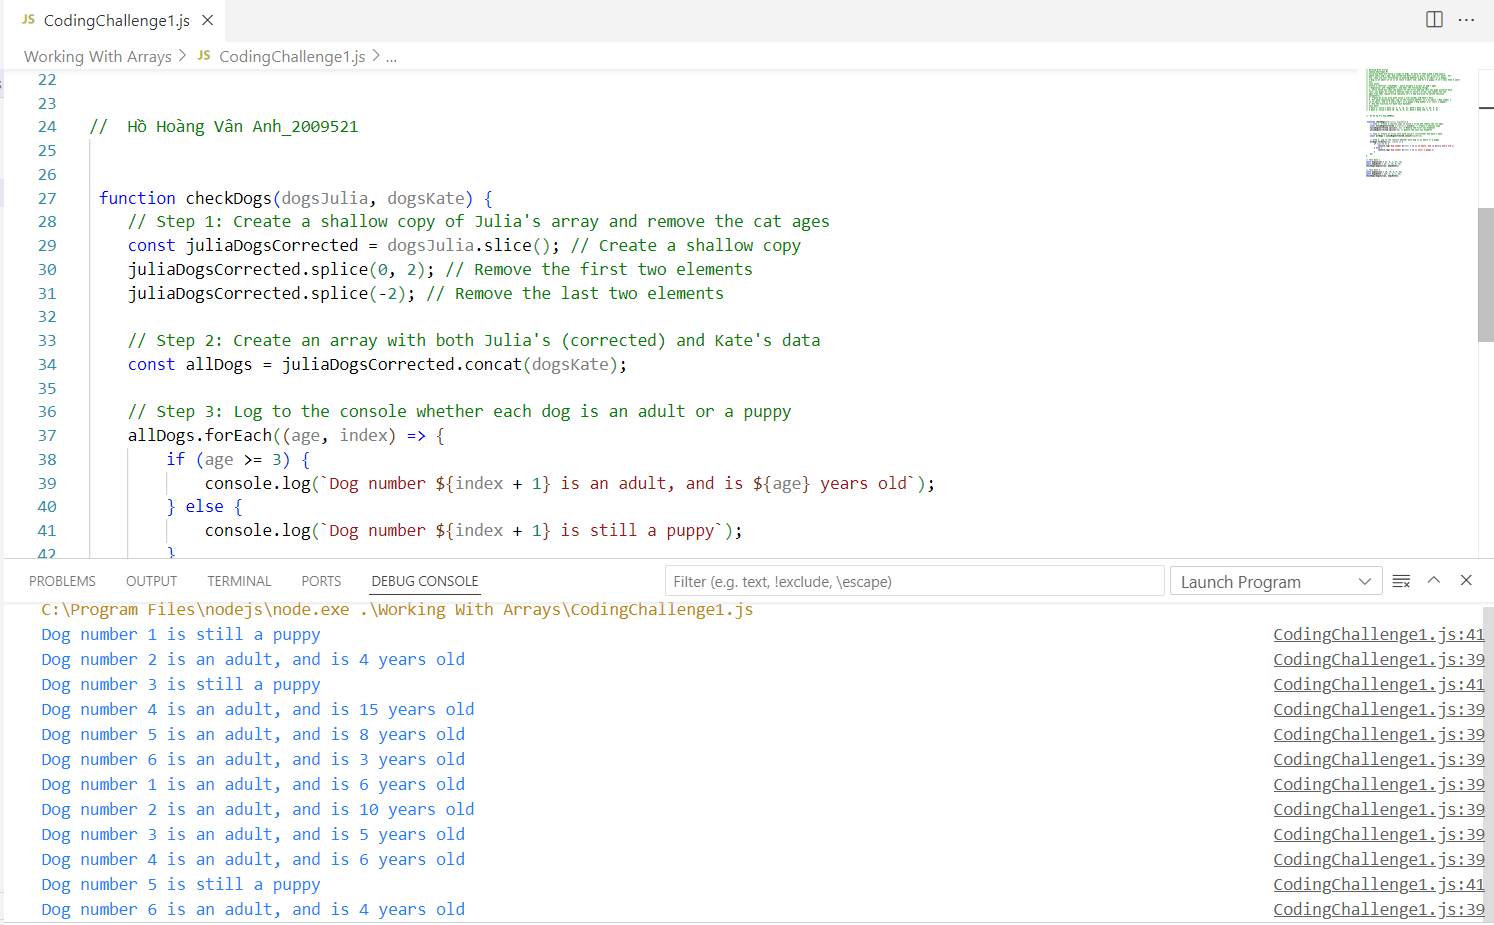 JS CodingChallenge1.js
Working With Arrays > JS CodingChallenge1.js > ...
22
23
24 // Hồ Hoàng Vân Anh_2009521
25
26
27 function checkDogs(dogsJulia, dogsKate) {
28 // Step 1: Create a shallow copy of Julia's array and remove the cat ages
29 const juliaDogsCorrected = dogsJulia.slice(); // Create a shallow copy
30 juliaDogsCorrected.splice(0, 2); // Remove the first two elements
31 juliaDogsCorrected.splice(-2); // Remove the last two elements
32
33 // Step 2: Create an array with both Julia's (corrected) and Kate's data
34 const allDogs = juliaDogsCorrected.concat(dogsKate);
35
36 // Step 3: Log to the console whether each dog is an adult or a puppy
37 allDogs.forEach((age, index) => {
38 if (age >= 3) {
39 console.log(`Dog number ${index + 1} is an adult, and is ${age} years old`);
40 } else {
41 console.log(`Dog number ${index + 1} is still a puppy`);
42 }
PROBLEMS OUTPUT TERMINAL PORTS DEBUG CONSOLE Filter (e.g. text, !exclude, \escape) Launch Program
C:\Program Files\nodejs\node.exe .\Working With Arrays\CodingChallenge1.js
Dog number 1 is still a puppy CodingChallenge1.js:41
Dog number 2 is an adult, and is 4 years old CodingChallenge1.js:39
Dog number 3 is still a puppy CodingChallenge1.js:41
Dog number 4 is an adult, and is 15 years old CodingChallenge1.js:39
Dog number 5 is an adult, and is 8 years old CodingChallenge1.js:39
Dog number 6 is an adult, and is 3 years old CodingChallenge1.js:39
Dog number 1 is an adult, and is 6 years old CodingChallenge1.js:39
Dog number 2 is an adult, and is 10 years old CodingChallenge1.js:39
Dog number 3 is an adult, and is 5 years old CodingChallenge1.js:39
Dog number 4 is an adult, and is 6 years old CodingChallenge1.js:39
Dog number 5 is still a puppy CodingChallenge1.js:41
Dog number 6 is an adult, and is 4 years old CodingChallenge1.js:39